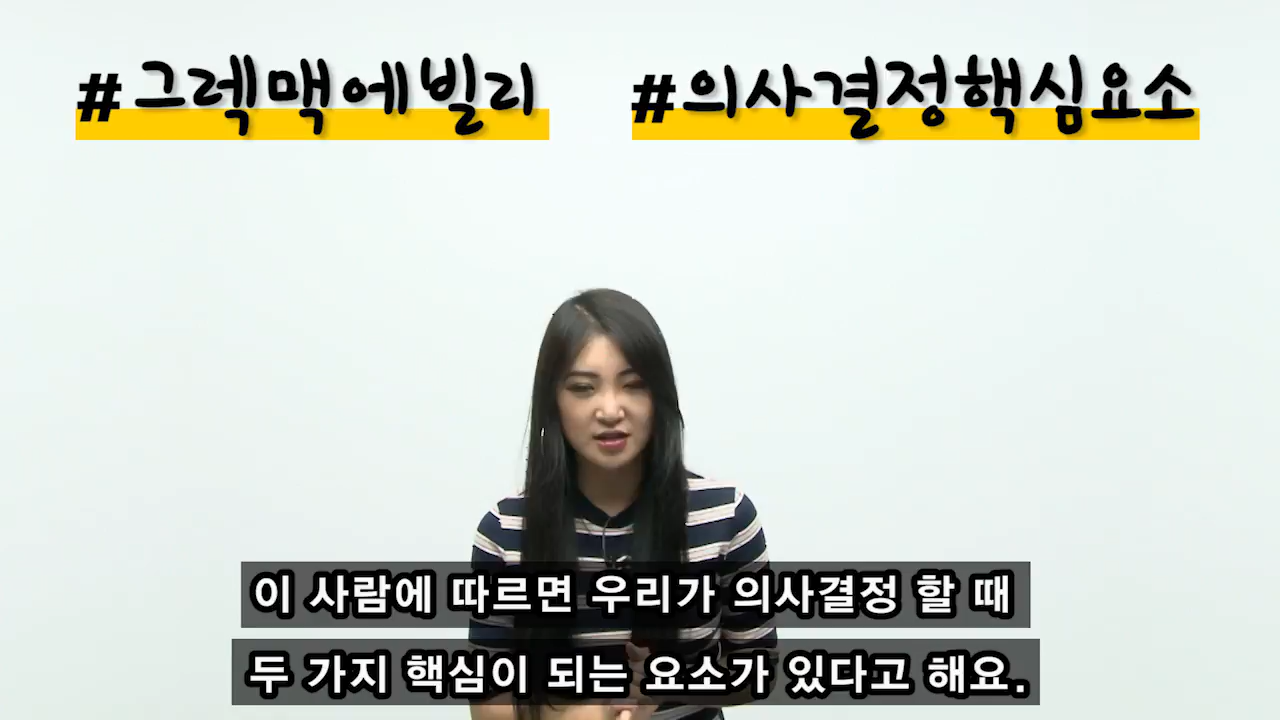 #그렉맥에빌리 #의사결정핵심요소
이 사람에 따르면 우리가 의사결정 할 때
두 가지 핵심이 되는 요소가 있다고 해요.